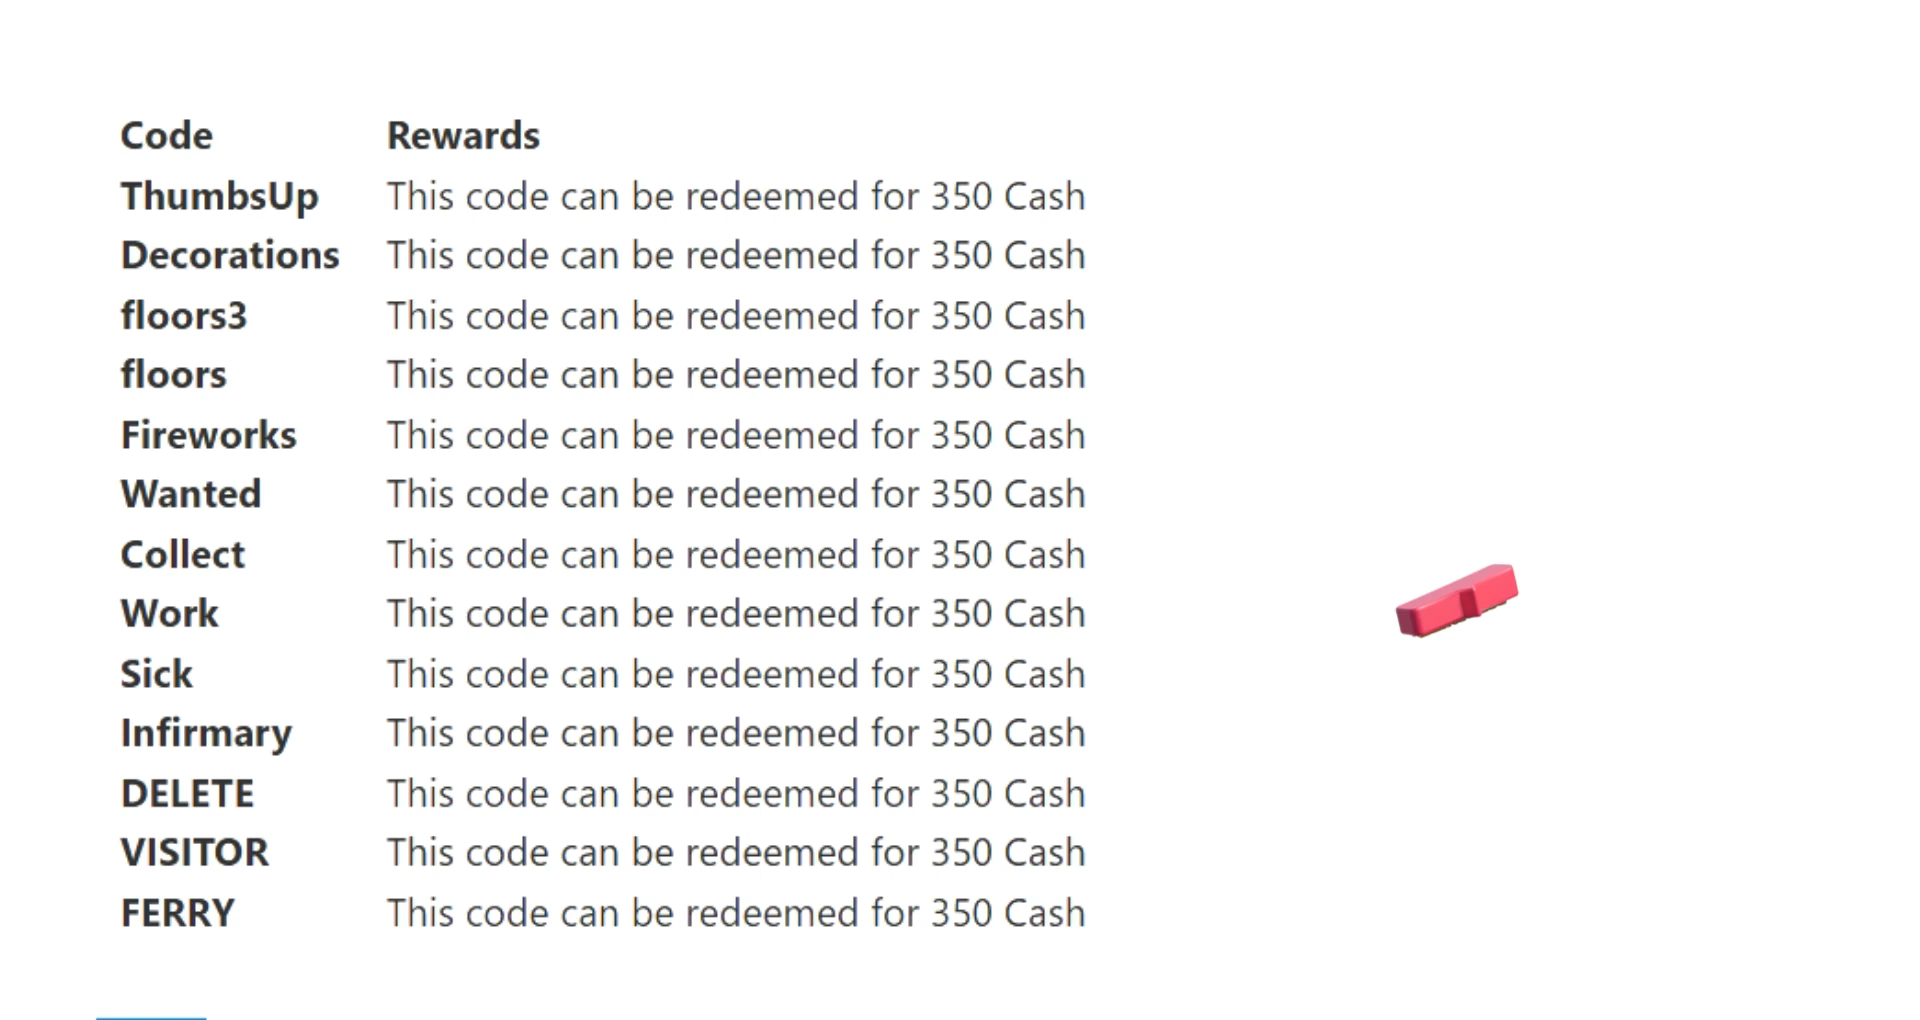 Code Rewards
ThumbsUp This code can be redeemed for 350 Cash
Decorations This code can be redeemed for 350 Cash
floors3 This code can be redeemed for 350 Cash
floors This code can be redeemed for 350 Cash
Fireworks This code can be redeemed for 350 Cash
Wanted This code can be redeemed for 350 Cash
Collect This code can be redeemed for 350 Cash
Work This code can be redeemed for 350 Cash
Sick This code can be redeemed for 350 Cash
Infirmary This code can be redeemed for 350 Cash
DELETE This code can be redeemed for 350 Cash
VISITOR This code can be redeemed for 350 Cash
FERRY This code can be redeemed for 350 Cash